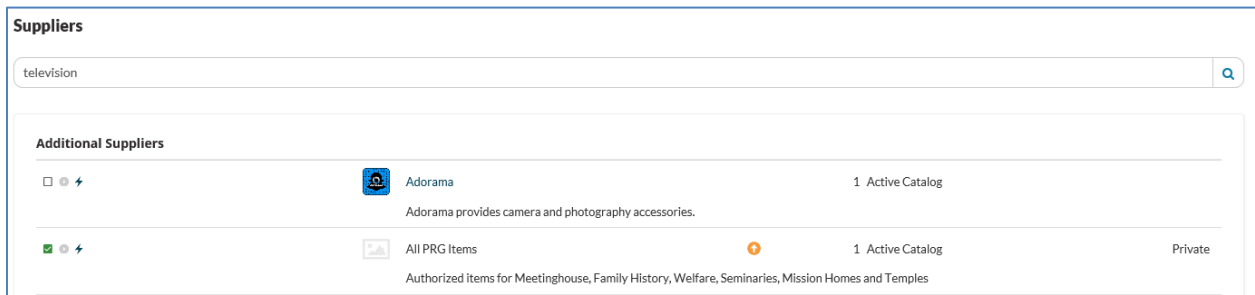 Suppliers
television
Additional Suppliers
Adorama 1 Active Catalog
Adorama provides camera and photography accessories.
All PRG Items 1 Active Catalog Private
Authorized items for Meetinghouse, Family History, Welfare, Seminaries, Mission Homes and Temples